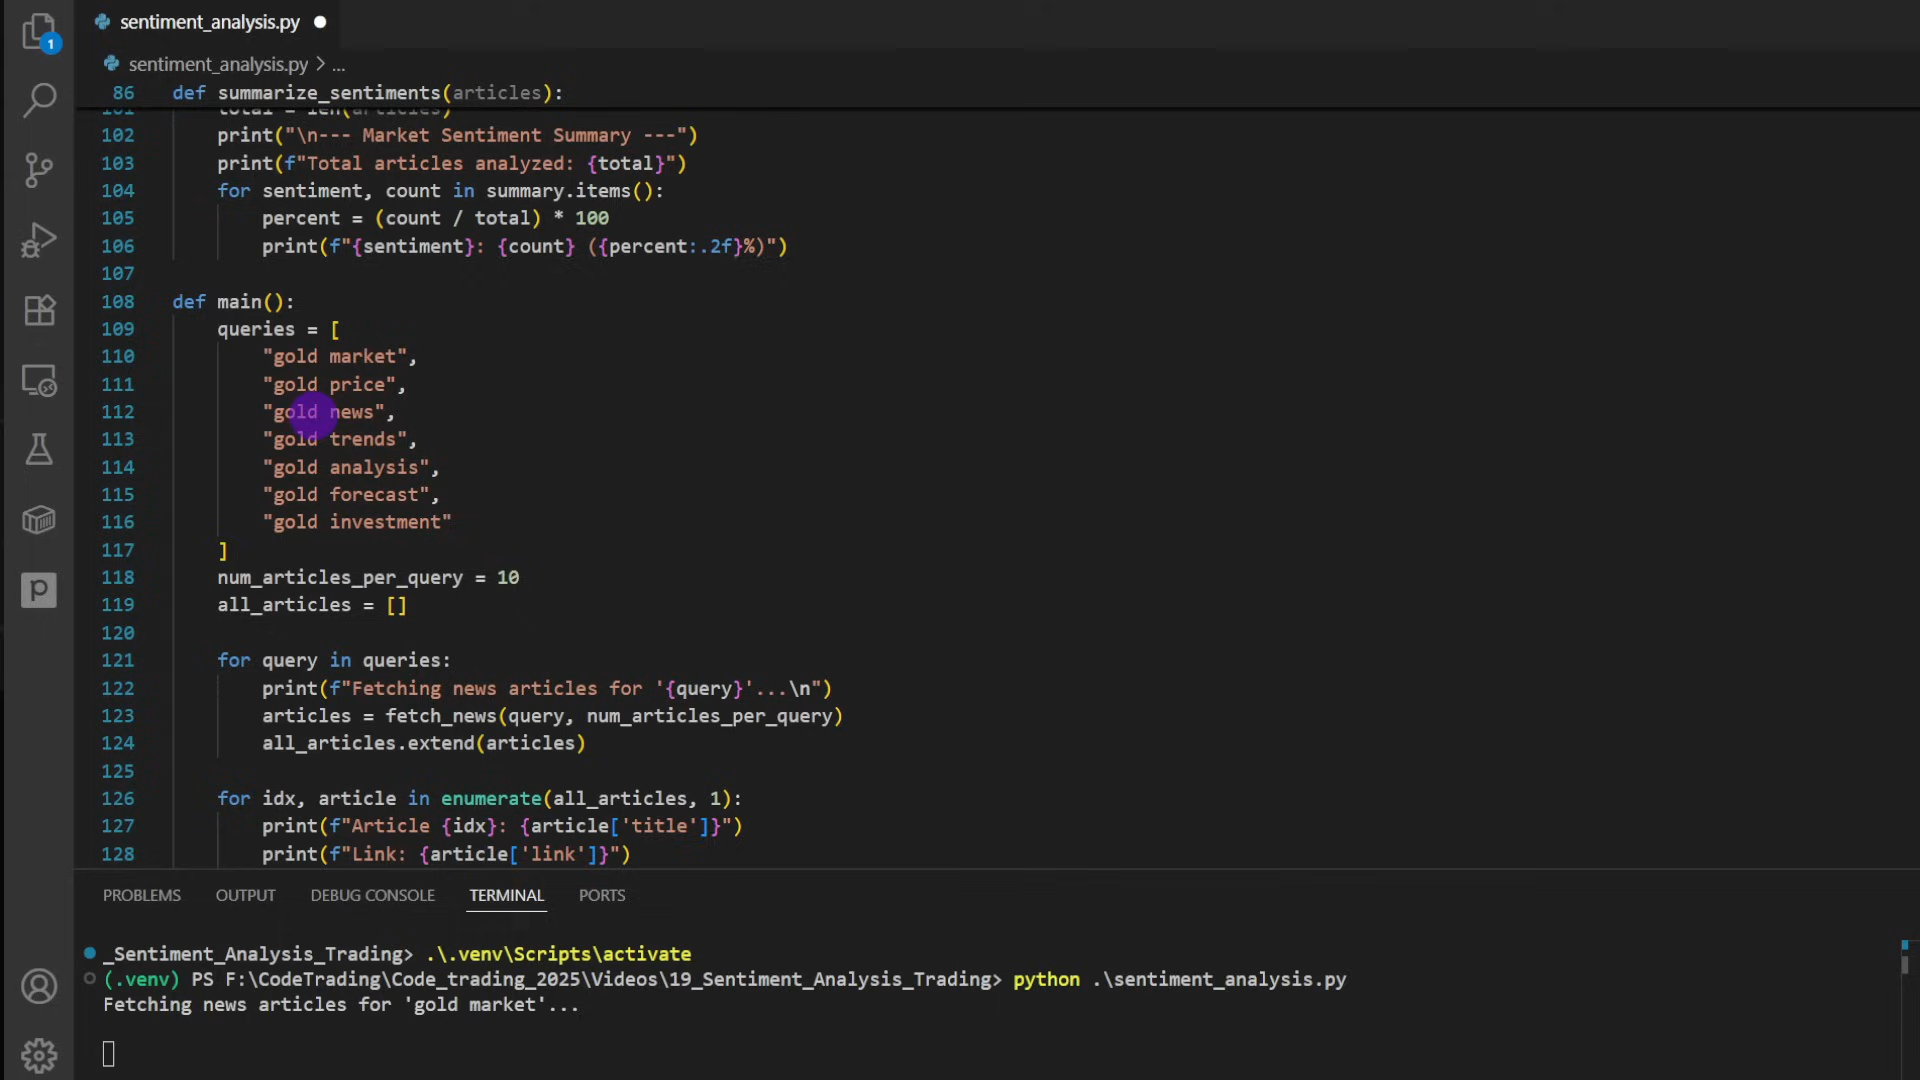 sentiment_analysis.py
1
sentiment_analysis.py > ...
86 def summarize_sentiments(articles):
101 total = len(articles)
102 print("\n--- Market Sentiment Summary ---")
103 print(f"Total articles analyzed: {total}")
104 for sentiment, count in summary.items():
105 percent = (count / total) * 100
106 print(f"{sentiment}: {count} ({percent:.2f}%)")
107
108 def main():
109 queries = [
110 "gold market",
111 "gold price",
112 "gold news",
113 "gold trends",
114 "gold analysis",
115 "gold forecast",
116 "gold investment"
117 ]
118 num_articles_per_query = 10
119 all_articles = []
120
121 for query in queries:
122 print(f"Fetching news articles for '{query}'...\n")
123 articles = fetch_news(query, num_articles_per_query)
124 all_articles.extend(articles)
125
126 for idx, article in enumerate(all_articles, 1):
127 print(f"Article {idx}: {article['title']}")
128 print(f"Link: {article['link']}")
PROBLEMS OUTPUT DEBUG CONSOLE TERMINAL PORTS
_Sentiment_Analysis_Trading> .\.venv\Scripts\activate
(.venv) PS F:\CodeTrading\Code_trading_2025\Videos\19_Sentiment_Analysis_Trading> python .\sentiment_analysis.py
Fetching news articles for 'gold market'...